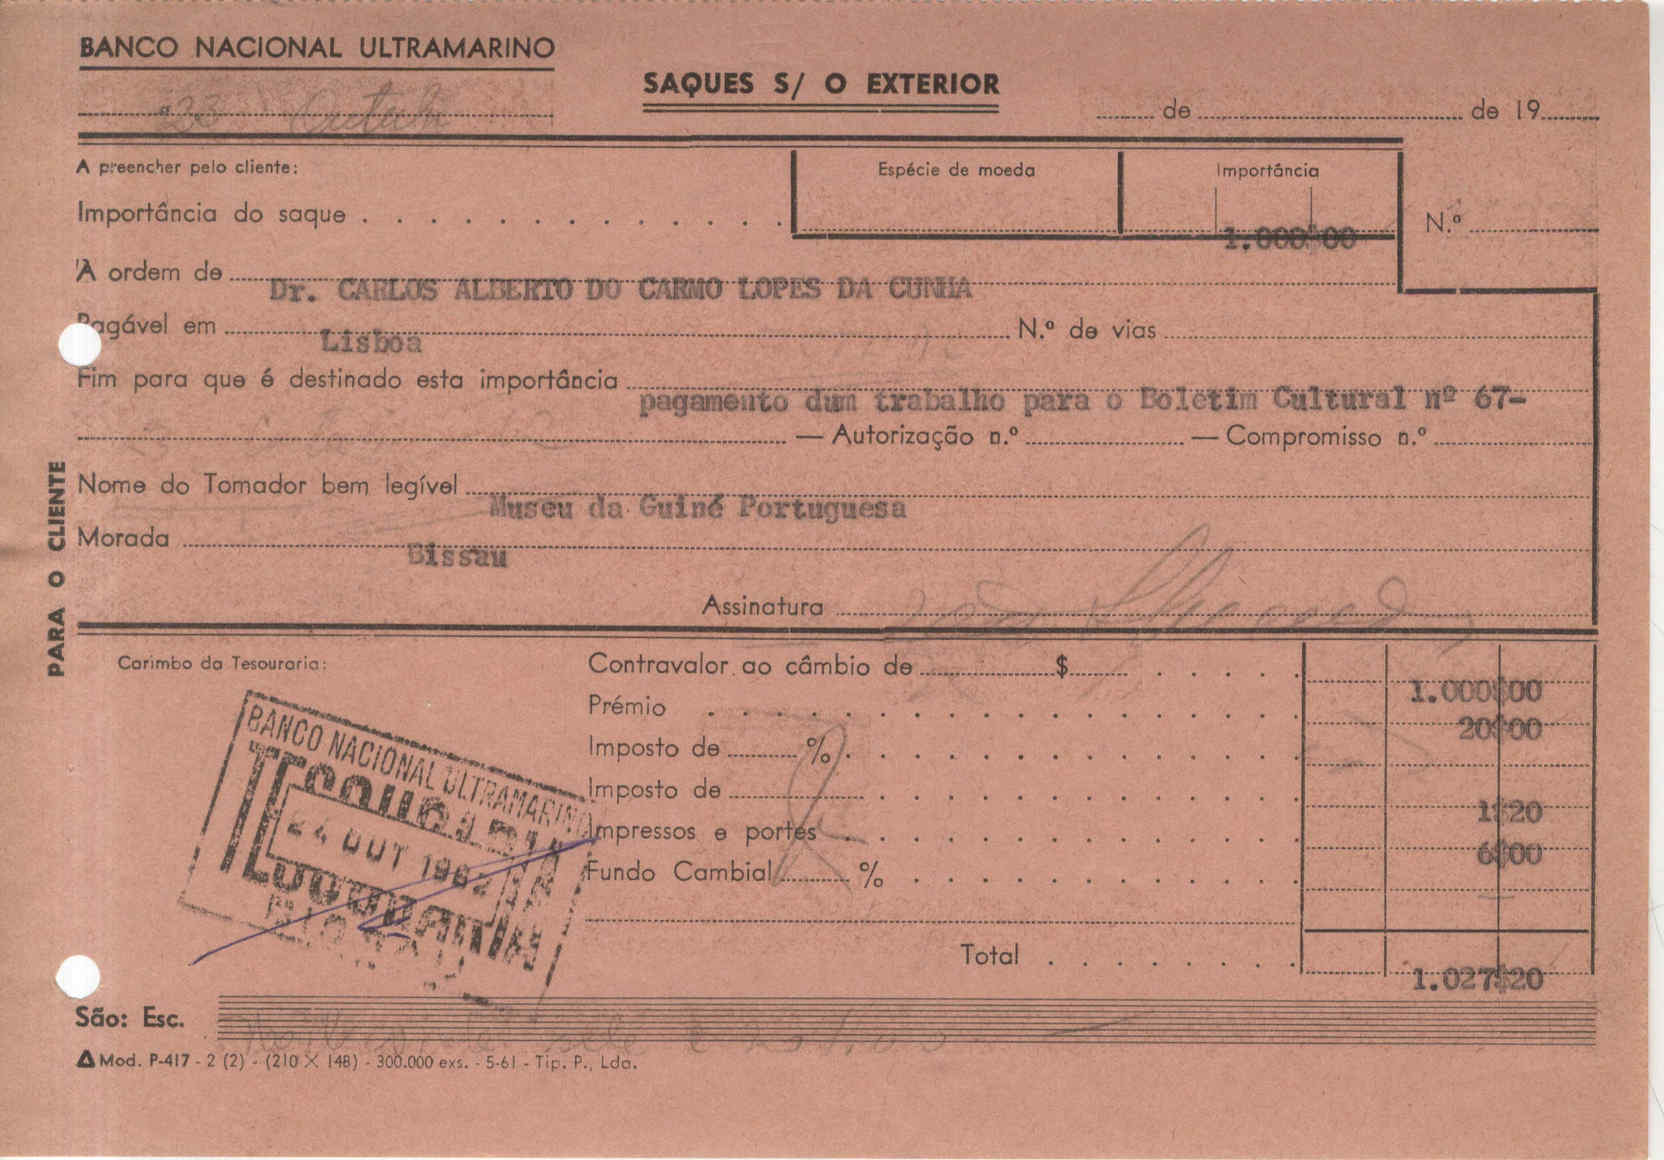 BANCO NACIONAL ULTRAMARINO
SAQUES S/ O EXTERIOR
23
de de 19
A preencher pelo cliente:
Espécie de moeda
Importância
Importância do saque
1.000$00
N.º
À ordem de Dr. CARLOS ALBERTO DO CARMO LOPES DA CUNHA
Pagável em Lisboa N.º de vias
Fim para que é destinado esta importância pagamento dum trabalho para o Boletim Cultural nº 67-
— Autorização n.º — Compromisso n.º
Nome do Tomador bem legível Museu da Guiné Portuguesa
Morada Bissau
PARA O CLIENTE
Assinatura
Carimbo da Tesouraria:
Contravalor ao câmbio de $ 1.000$00
Prémio 20$00
Imposto de %
Imposto de 1$20
Impressos e portes 6$00
Fundo Cambial %
Total 1.027$20
BANCO NACIONAL ULTRAMARINO
TESOURARIA
24 OUT 1962
São: Esc.
Mod. P-417 - 2 (2) - (210 X 148) - 300.000 exs. - 5-61 - Tip. P., Lda.